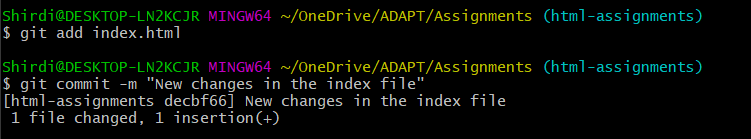 Shirdi@DESKTOP-LN2KCJR MINGW64 ~/OneDrive/ADAPT/Assignments (html-assignments)
$ git add index.html
Shirdi@DESKTOP-LN2KCJR MINGW64 ~/OneDrive/ADAPT/Assignments (html-assignments)
$ git commit -m "New changes in the index file"
[html-assignments decbf66] New changes in the index file
 1 file changed, 1 insertion(+)